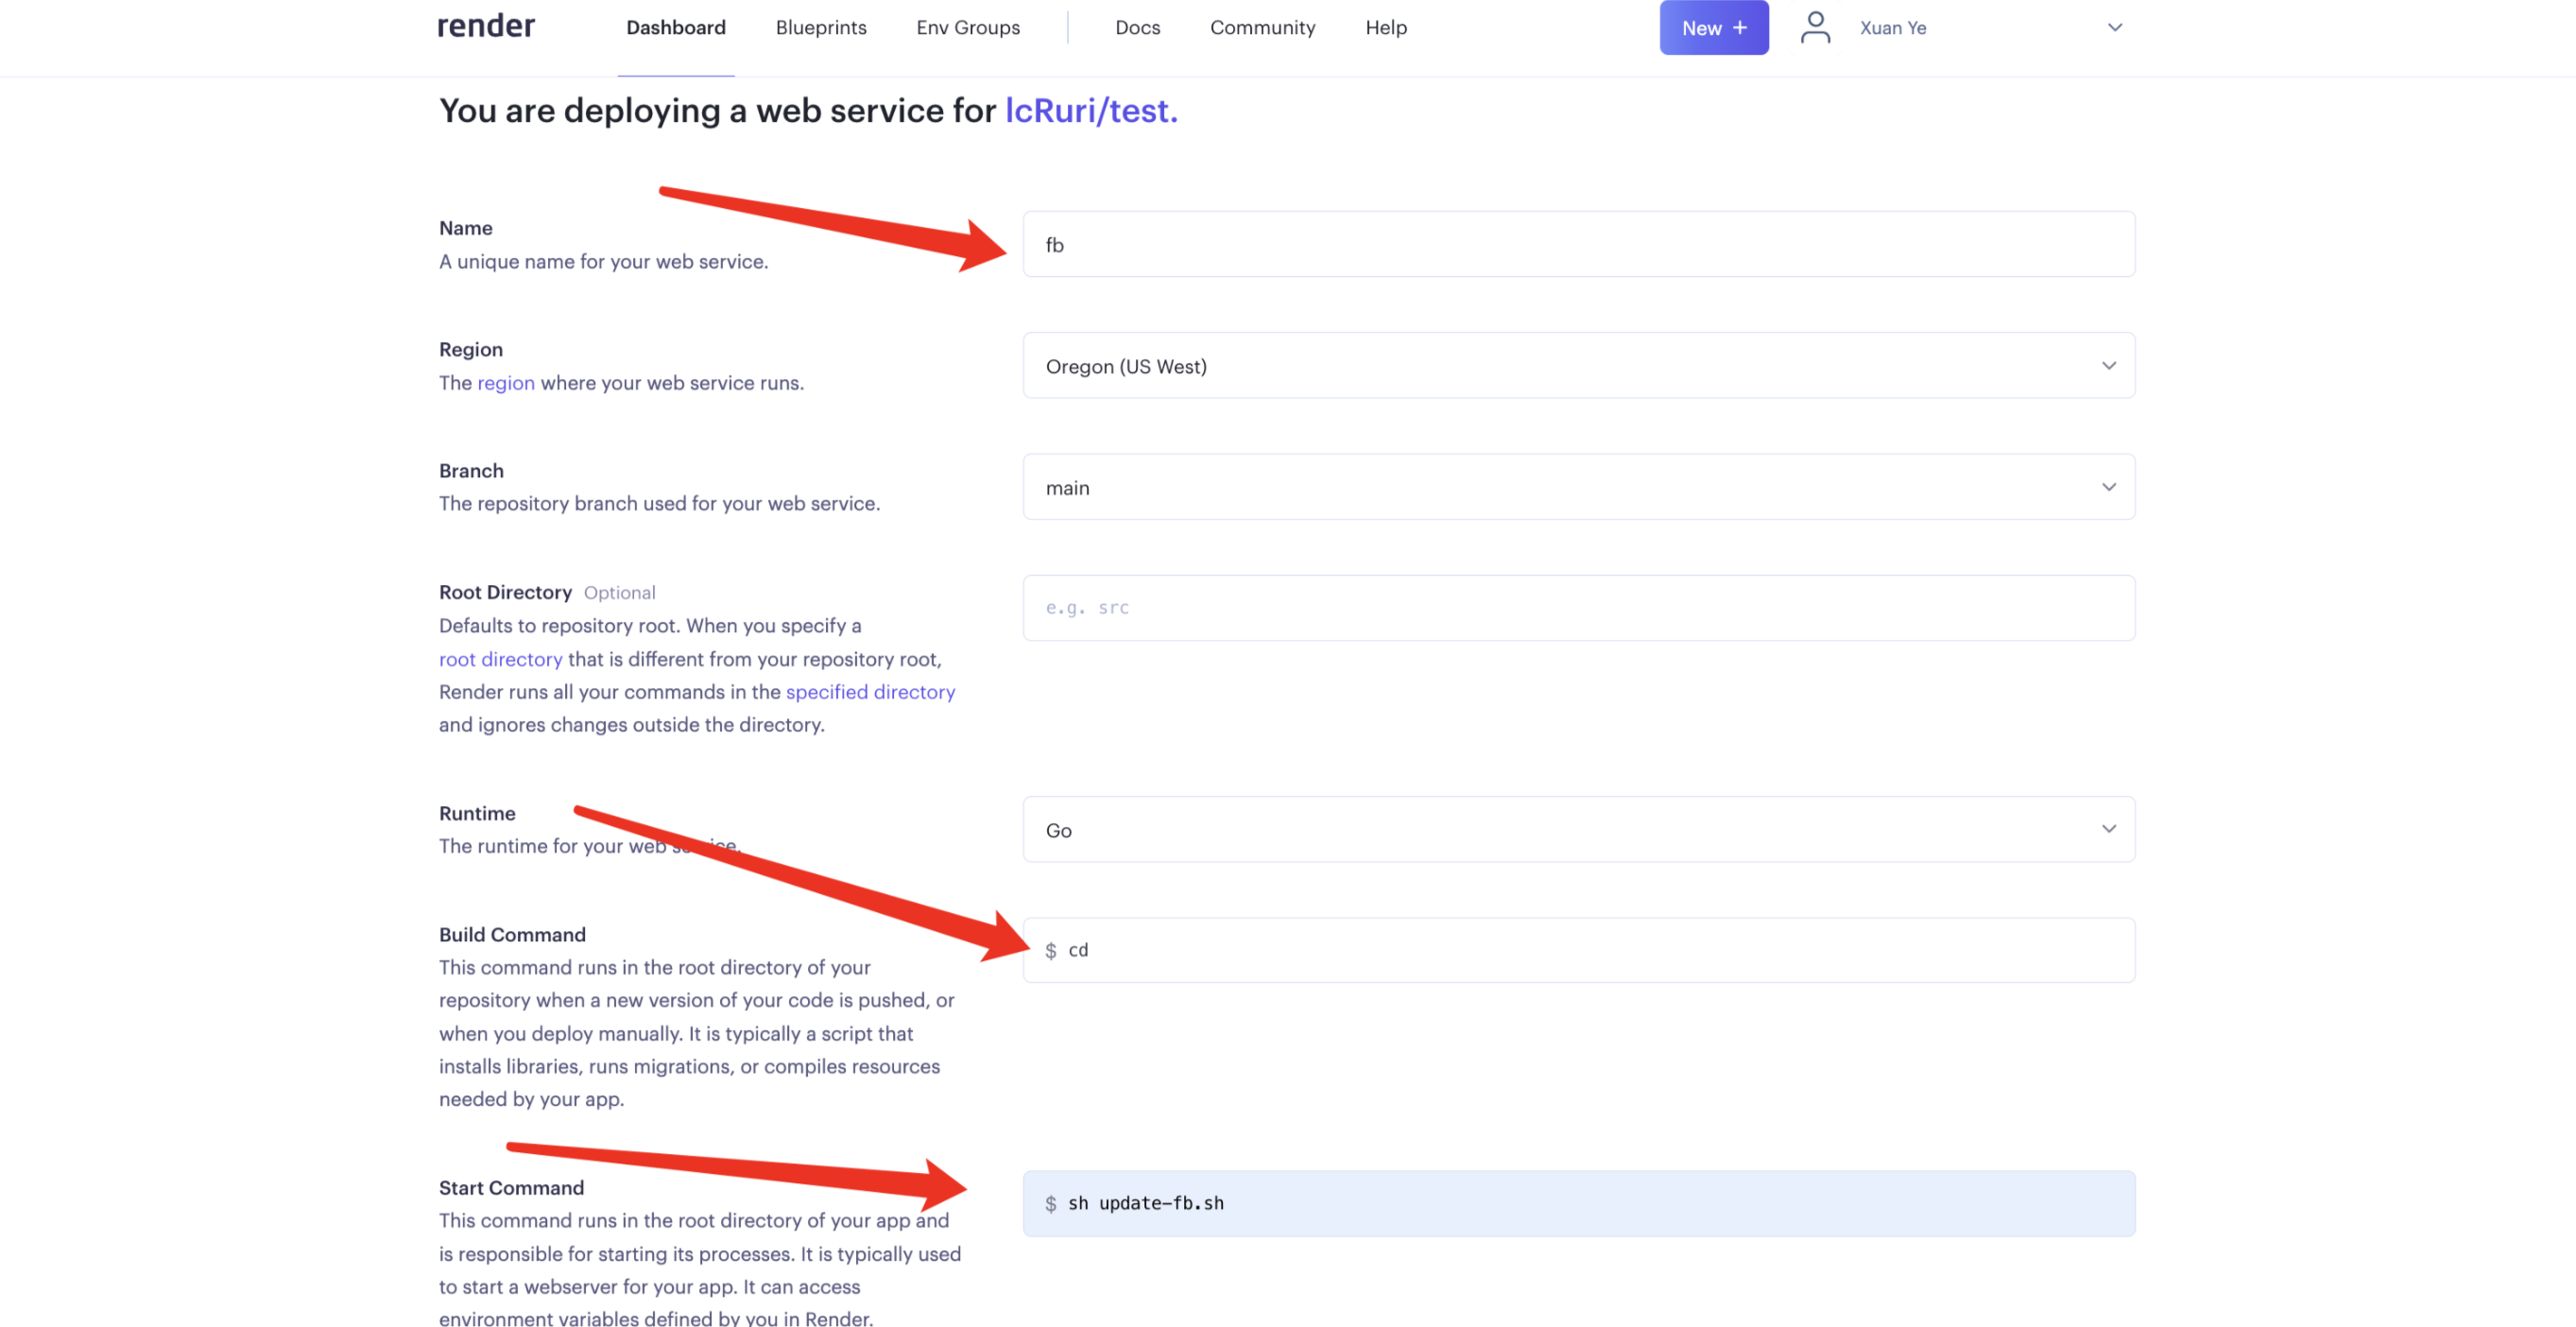 render Dashboard Blueprints Env Groups Docs Community Help New + Xuan Ye
You are deploying a web service for lcRuri/test.
Name
A unique name for your web service.
fb
Region
The region where your web service runs.
Oregon (US West)
Branch
The repository branch used for your web service.
main
Root Directory Optional
Defaults to repository root. When you specify a
root directory that is different from your repository root,
Render runs all your commands in the specified directory
and ignores changes outside the directory.
e.g. src
Runtime
The runtime for your web
Go
Build Command
This command runs in the root directory of your
repository when a new version of your code is pushed, or
when you deploy manually. It is typically a script that
installs libraries, runs migrations, or compiles resources
needed by your app.
$ cd
Start Command
This command runs in the root directory of your app and
is responsible for starting its processes. It is typically used
to start a webserver for your app. It can access
environment variables defined by you in Render.
$ sh update-fb.sh